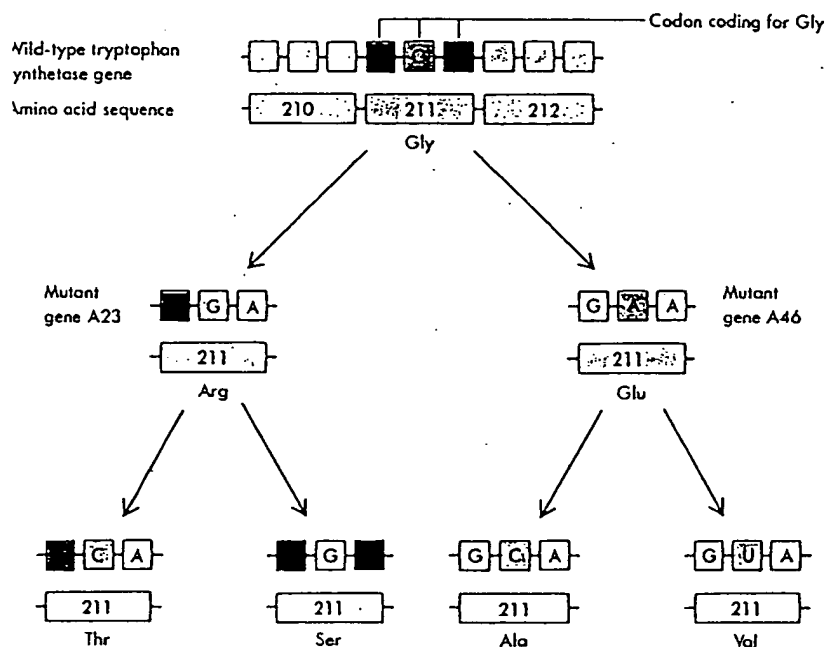 Codon coding for Gly
Wild-type tryptophan
ynthetase gene
Amino acid sequence
210 211 212
Gly
Mutant
gene A23
G A
211
Arg
G A A
Mutant
gene A46
211
Glu
C A
211
Thr
G
211
Ser
G C A
211
Ala
G U A
211
Val